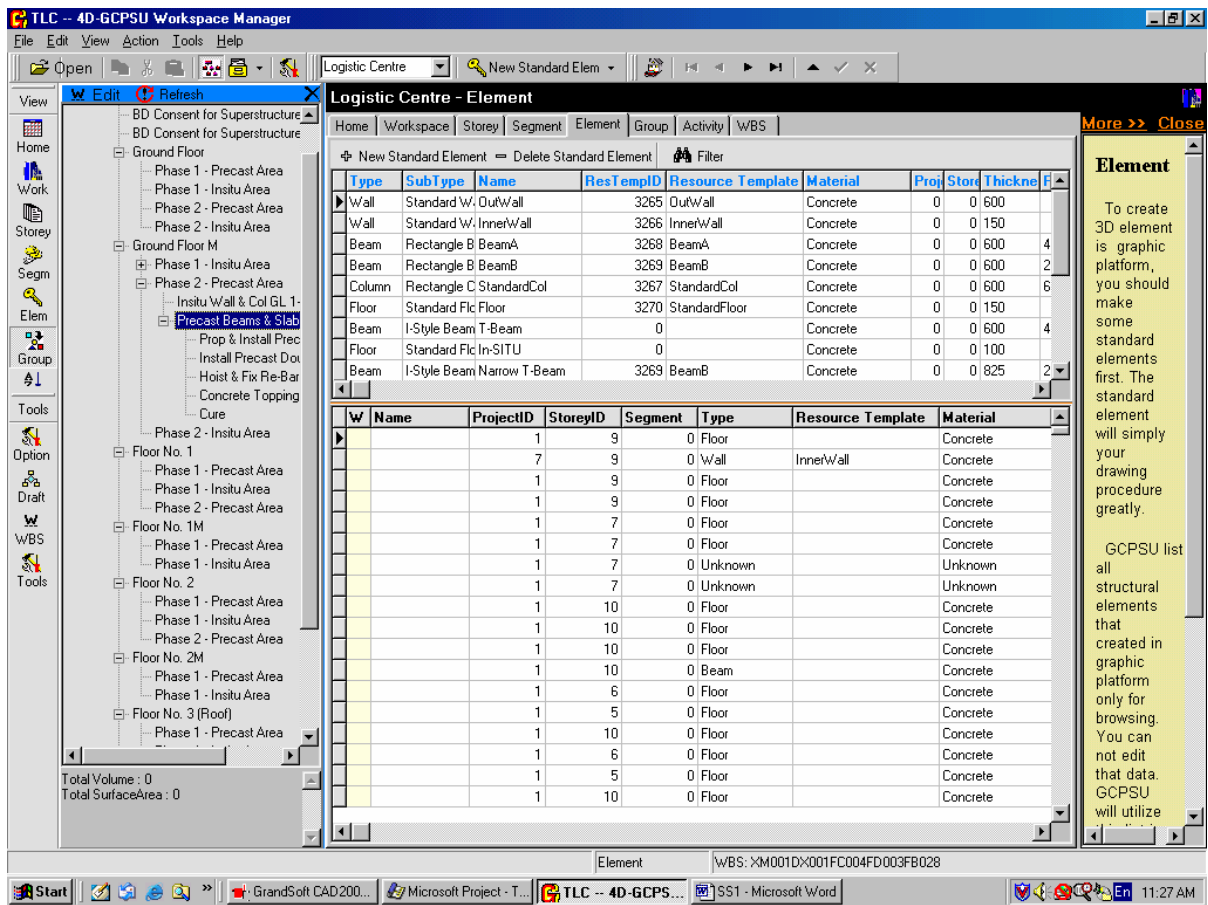 TLC -- 4D-GCPSU Workspace Manager
File Edit View Action Tools Help
Open Logistic Centre New Standard Elem
View
Home
Work
Storey
Segm
Elem
Group
Tools
Option
Draft
WBS
Tools
Edit Refresh
BD Consent for Superstructure
BD Consent for Superstructure
Ground Floor
Phase 1 - Precast Area
Phase 1 - Insitu Area
Phase 2 - Precast Area
Phase 2 - Insitu Area
Ground Floor M
Phase 1 - Insitu Area
Phase 2 - Precast Area
Insitu Wall & Col GL 1-
Precast Beams & Slab
Prop & Install Prec
Install Precast Dou
Hoist & Fix Re-Bar
Concrete Topping
Cure
Phase 2 - Insitu Area
Floor No. 1
Phase 1 - Precast Area
Phase 1 - Insitu Area
Phase 2 - Precast Area
Floor No. 1M
Phase 1 - Precast Area
Phase 1 - Insitu Area
Floor No. 2
Phase 1 - Precast Area
Phase 1 - Insitu Area
Phase 2 - Precast Area
Floor No. 2M
Phase 1 - Precast Area
Phase 1 - Insitu Area
Floor No. 3 (Roof)
Phase 1 - Precast Area
Total Volume : 0
Total SurfaceArea : 0
Logistic Centre - Element
Home Workspace Storey Segment Element Group Activity WBS
New Standard Element Delete Standard Element Filter
Type SubType Name ResTempID Resource Template Material Proj Store Thickne F
Wall Standard W OutWall 3265 OutWall Concrete 0 0 600
Wall Standard W InnerWall 3266 InnerWall Concrete 0 0 150
Beam Rectangle B BeamA 3268 BeamA Concrete 0 0 600 4
Beam Rectangle B BeamB 3269 BeamB Concrete 0 0 600 2
Column Rectangle C StandardCol 3267 StandardCol Concrete 0 0 600 6
Floor Standard Flo Floor 3270 StandardFloor Concrete 0 0 150
Beam I-Style Beam T-Beam 0 Concrete 0 0 600 4
Floor Standard Flo In-SITU 0 Concrete 0 0 100
Beam I-Style Beam Narrow T-Beam 3269 BeamB Concrete 0 0 825 2
W Name ProjectID StoreyID Segment Type Resource Template Material
1 9 0 Floor Concrete
7 9 0 Wall InnerWall Concrete
1 9 0 Floor Concrete
1 9 0 Floor Concrete
1 7 0 Floor Concrete
1 7 0 Floor Concrete
1 7 0 Unknown Unknown
1 7 0 Unknown Unknown
1 10 0 Floor Concrete
1 10 0 Floor Concrete
1 10 0 Floor Concrete
1 10 0 Beam Concrete
1 6 0 Floor Concrete
1 5 0 Floor Concrete
1 10 0 Floor Concrete
1 6 0 Floor Concrete
1 5 0 Floor Concrete
1 10 0 Floor Concrete
More >> Close
Element
To create
3D element
is graphic
platform,
you should
make
some
standard
elements
first. The
standard
element
will simply
your
drawing
procedure
greatly.
GCPSU list
all
structural
elements
that
created in
graphic
platform
only for
browsing.
You can
not edit
that data.
GCPSU
will utilize
Element WBS: XM001DX001FC004FD003FB028
Start GrandSoft CAD200... Microsoft Project - T... TLC -- 4D-GCPS... SS1 - Microsoft Word En 11:27 AM